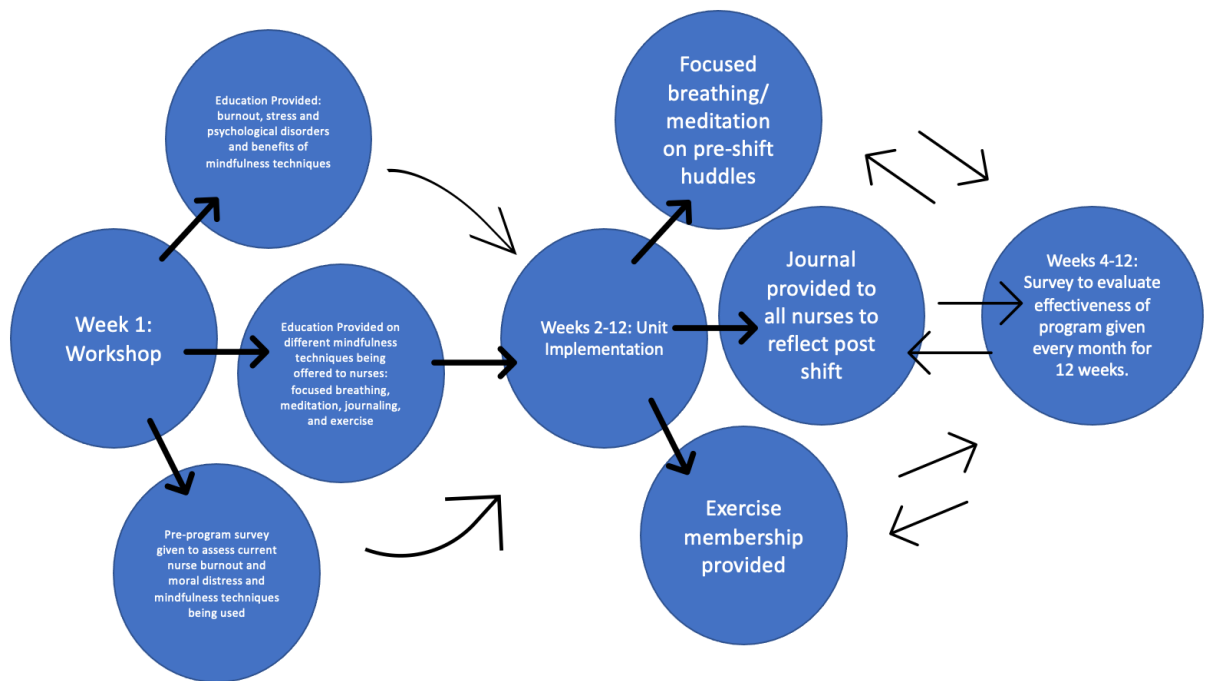 Week 1:
Workshop
Education Provided:
burnout, stress and
psychological disorders
and benefits of
mindfulness techniques
Education Provided on
different mindfulness
techniques being
offered to nurses:
focused breathing,
meditation, journaling,
and exercise
Pre-program survey
given to assess current
nurse burnout and
moral distress and
mindfulness techniques
being used
Weeks 2-12: Unit
Implementation
Focused
breathing/
meditation
on pre-shift
huddles
Journal
provided to
all nurses to
reflect post
shift
Exercise
membership
provided
Weeks 4-12:
Survey to evaluate
effectiveness of
program given
every month for
12 weeks.